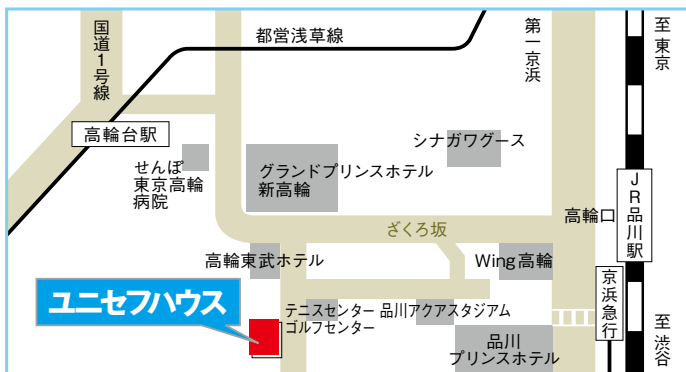 国道1号線
都営浅草線
第一京浜
至東京
高輪台駅
せんぽ
東京高輪
病院
グランドプリンスホテル
新高輪
シナガワグース
JR品川駅
高輪口
ざくろ坂
高輪東武ホテル
Wing高輪
京浜急行
ユニセフハウス
テニスセンター
ゴルフセンター
品川アクアスタジアム
品川
プリンスホテル
至渋谷